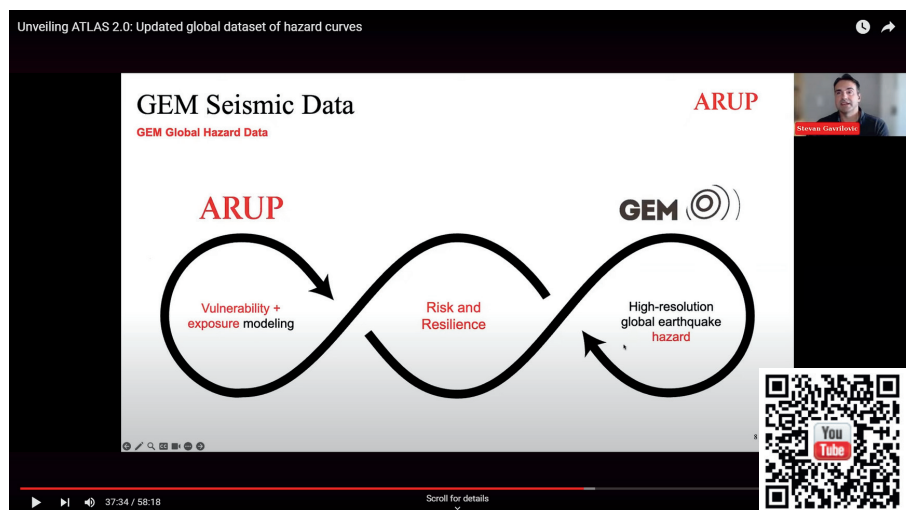 Unveiling ATLAS 2.0: Updated global dataset of hazard curves
GEM Seismic Data
GEM Global Hazard Data
ARUP
Stevan Gavrilovic
ARUP
GEM
Vulnerability +
exposure modeling
Risk and
Resilience
High-resolution
global earthquake
hazard
8
You
Tube
37:34 / 58:18
Scroll for details